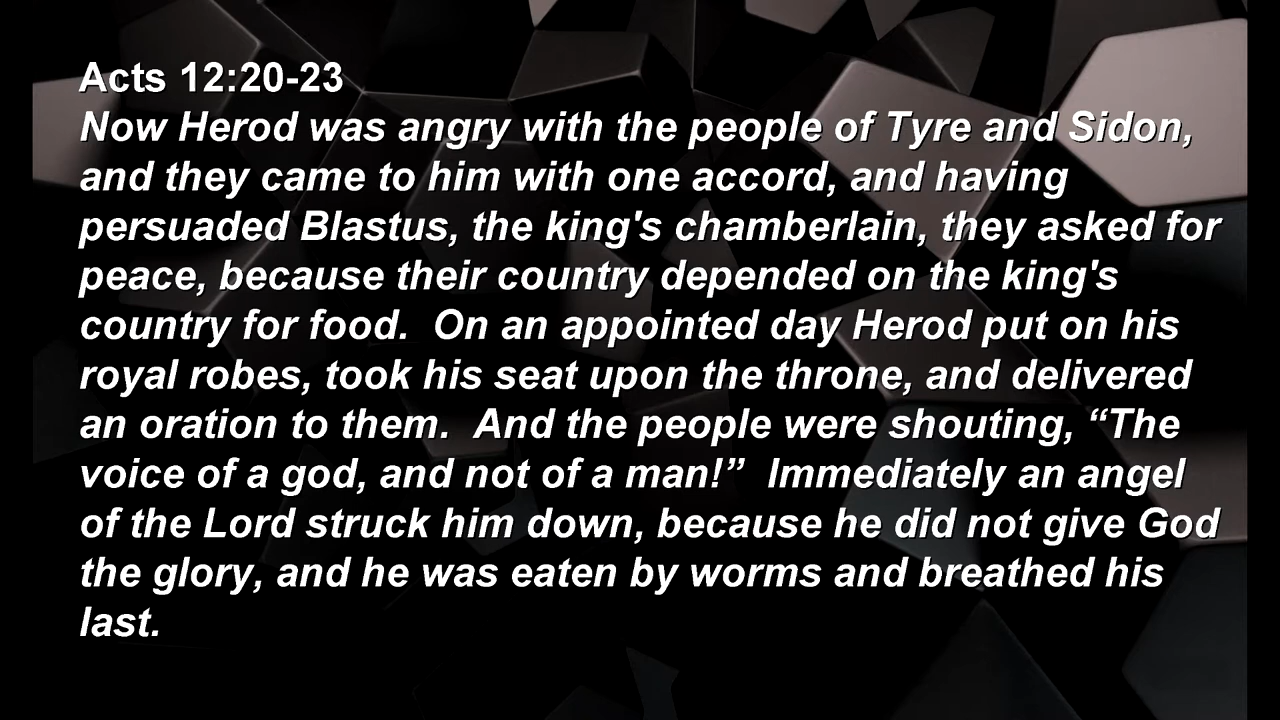 Acts 12:20-23
Now Herod was angry with the people of Tyre and Sidon,
and they came to him with one accord, and having
persuaded Blastus, the king's chamberlain, they asked for
peace, because their country depended on the king's
country for food.  On an appointed day Herod put on his
royal robes, took his seat upon the throne, and delivered
an oration to them.  And the people were shouting, “The
voice of a god, and not of a man!”  Immediately an angel
of the Lord struck him down, because he did not give God
the glory, and he was eaten by worms and breathed his
last.